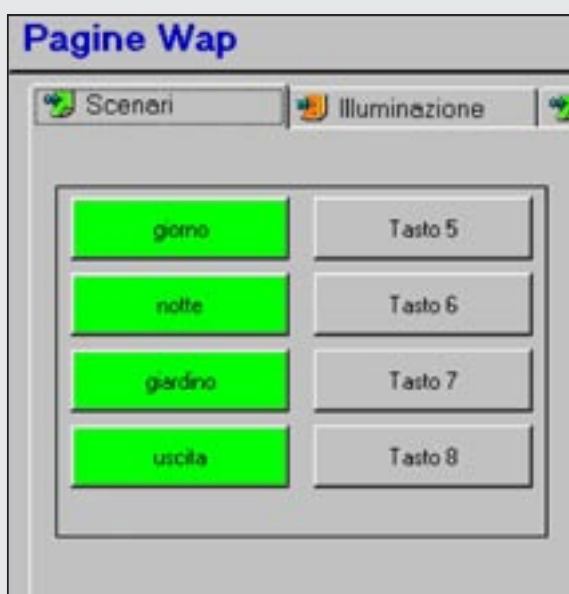 Pagine Wap
Scenari Illuminazione
giorno Tasto 5
notte Tasto 6
giardino Tasto 7
uscita Tasto 8